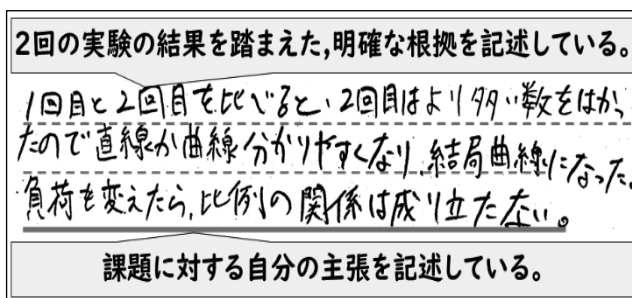 2回の実験の結果を踏まえた,明確な根拠を記述している。
1回目と2回目を比べると、2回目はより多い数をはかっ
たので直線か曲線分かりやすくなり、結局曲線になった。
負荷を変えたら、比例の関係は成り立たない。
課題に対する自分の主張を記述している。